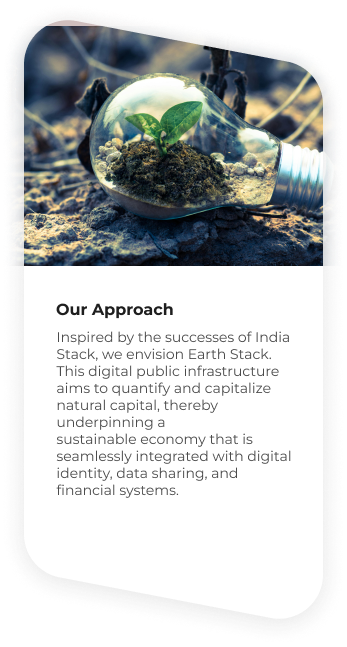 Our Approach
Inspired by the successes of India
Stack, we envision Earth Stack.
This digital public infrastructure
aims to quantify and capitalize
natural capital, thereby
underpinning a
sustainable economy that is
seamlessly integrated with digital
identity, data sharing, and
financial systems.